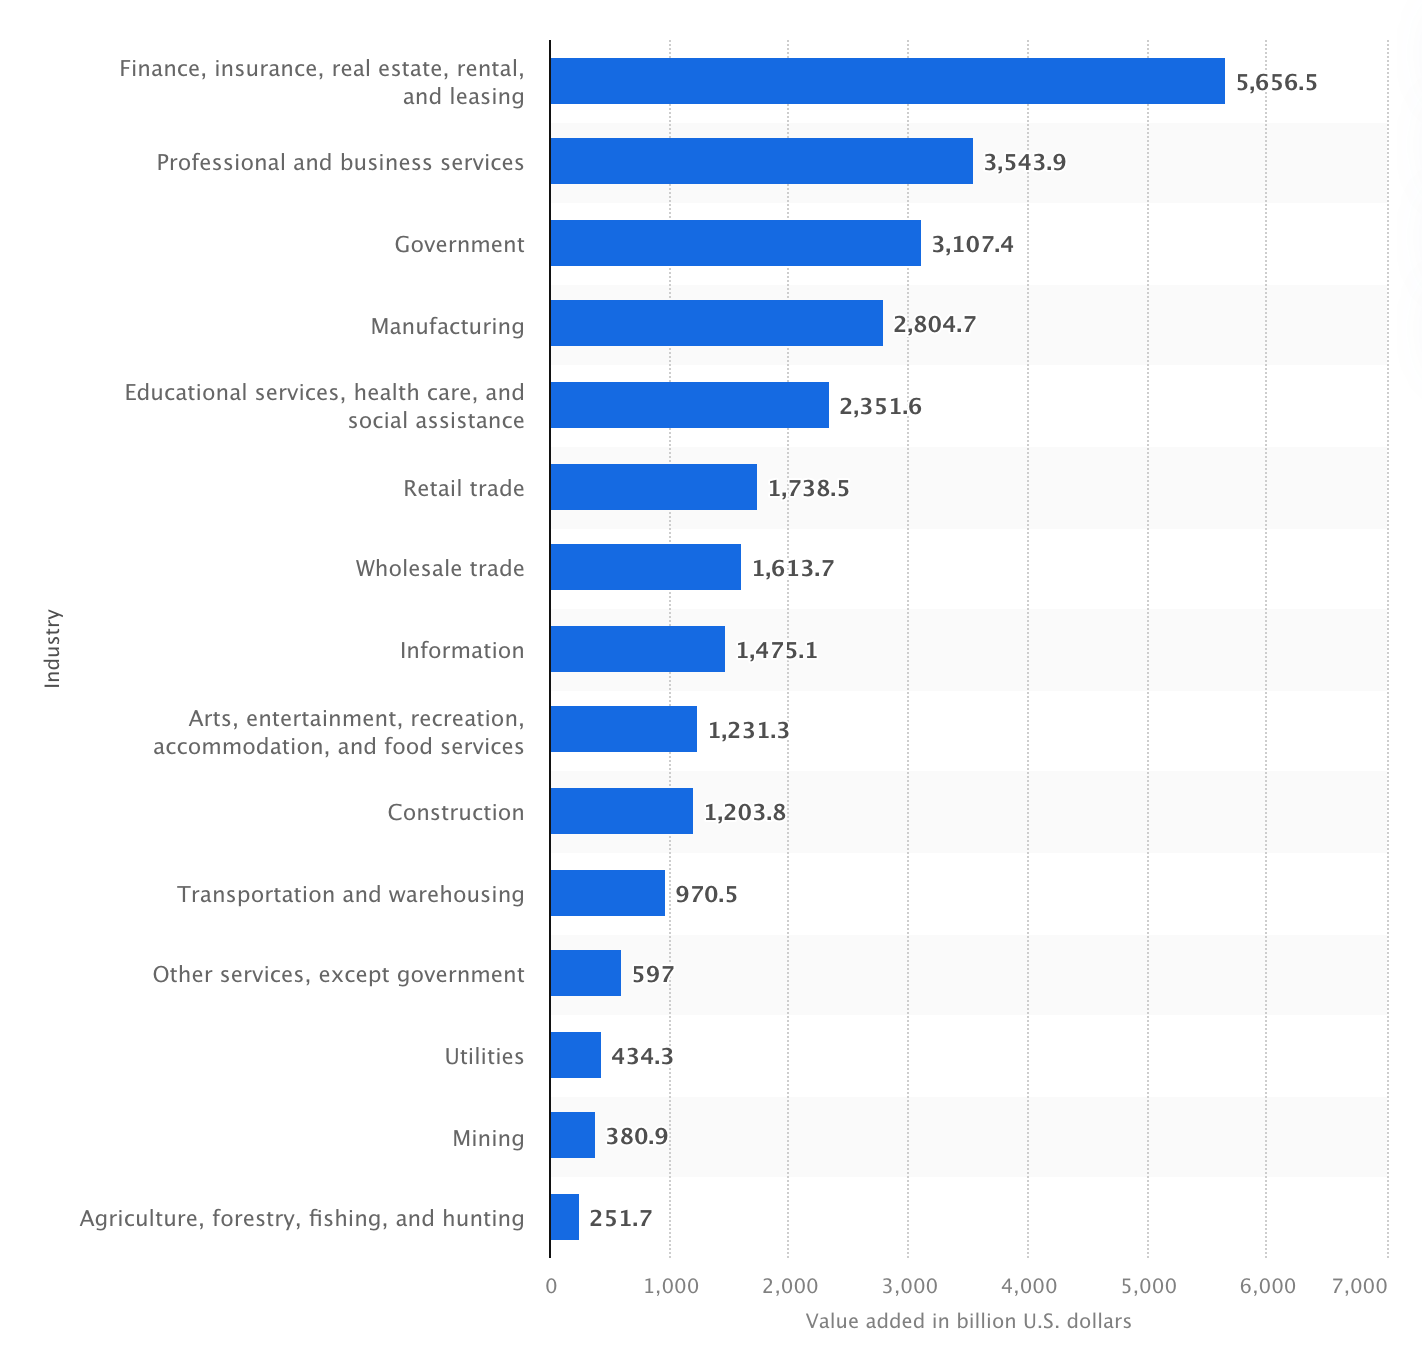 Finance, insurance, real estate, rental,
and leasing
5,656.5
Professional and business services
3,543.9
Government
3,107.4
Manufacturing
2,804.7
Educational services, health care, and
social assistance
2,351.6
Retail trade
1,738.5
Wholesale trade
1,613.7
Information
1,475.1
Arts, entertainment, recreation,
accommodation, and food services
1,231.3
Construction
1,203.8
Transportation and warehousing
970.5
Other services, except government
597
Utilities
434.3
Mining
380.9
Agriculture, forestry, fishing, and hunting
251.7
Industry
0 1,000 2,000 3,000 4,000 5,000 6,000 7,000
Value added in billion U.S. dollars